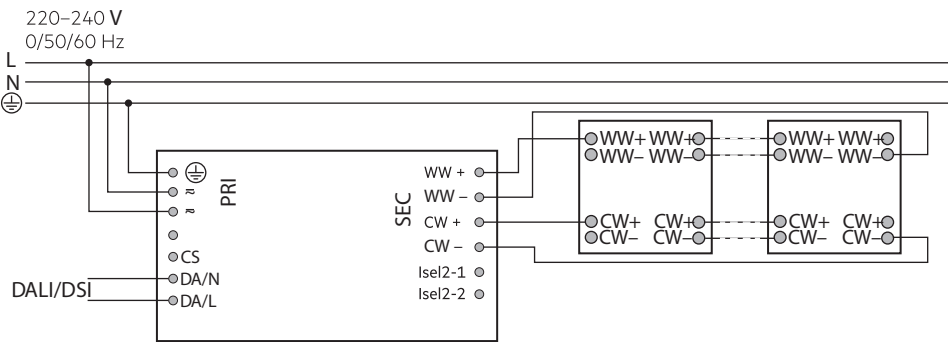 220–240 V
0/50/60 Hz
L
N
PRI
≈
≈
CS
DA/N
DA/L
DALI/DSI
SEC
WW +
WW –
CW +
CW –
Isel2-1
Isel2-2
WW+ WW+
WW– WW–
CW+ CW+
CW– CW–
WW+ WW+
WW– WW–
CW+ CW+
CW– CW–